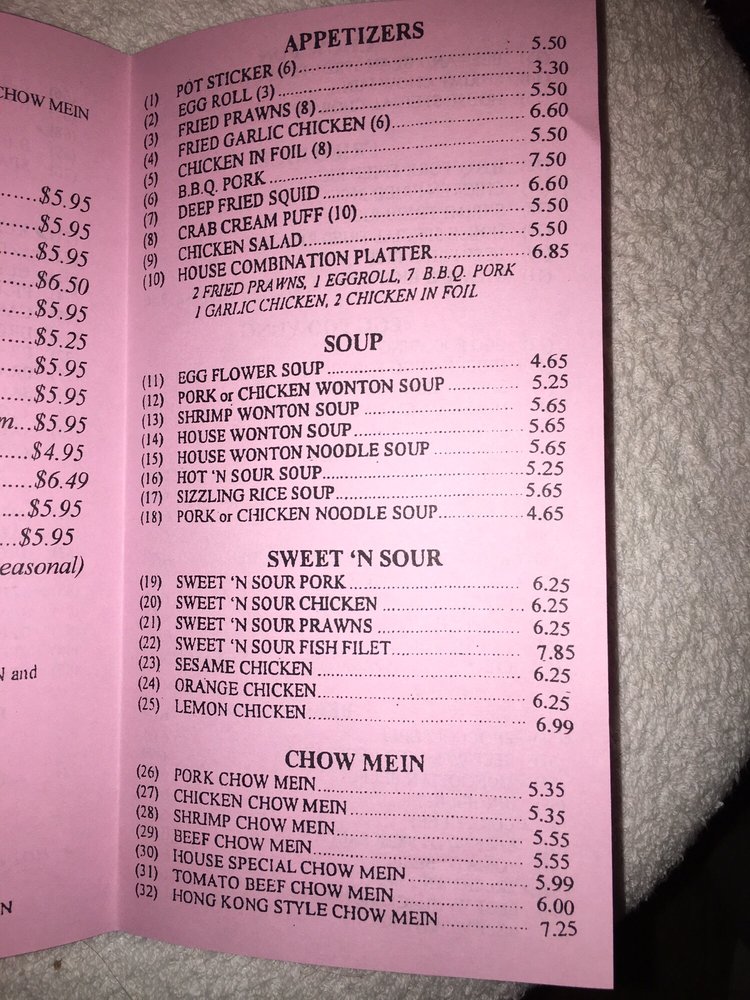 CHOW MEIN
......$5.95
......$5.95
......$5.95
......$6.50
......$5.95
......$5.25
......$5.95
......$5.95
m...$5.95
.....$4.95
.....$6.49
....$5.95
...$5.95
easonal)
N and
N
APPETIZERS
(1) POT STICKER (6) 5.50
(2) EGG ROLL (3) 3.30
(3) FRIED PRAWNS (8) 5.50
(4) FRIED GARLIC CHICKEN (6) 6.60
(5) CHICKEN IN FOIL (8) 5.50
(6) B.B.Q. PORK 7.50
(7) DEEP FRIED SQUID 6.60
(8) CRAB CREAM PUFF (10) 5.50
(9) CHICKEN SALAD 5.50
(10) HOUSE COMBINATION PLATTER 6.85
2 FRIED PRAWNS, 1 EGGROLL, 7 B.B.Q. PORK
1 GARLIC CHICKEN, 2 CHICKEN IN FOIL
SOUP
(11) EGG FLOWER SOUP 4.65
(12) PORK or CHICKEN WONTON SOUP 5.25
(13) SHRIMP WONTON SOUP 5.65
(14) HOUSE WONTON SOUP 5.65
(15) HOUSE WONTON NOODLE SOUP 5.65
(16) HOT 'N SOUR SOUP 5.25
(17) SIZZLING RICE SOUP 5.65
(18) PORK or CHICKEN NOODLE SOUP 4.65
SWEET 'N SOUR
(19) SWEET 'N SOUR PORK 6.25
(20) SWEET 'N SOUR CHICKEN 6.25
(21) SWEET 'N SOUR PRAWNS 6.25
(22) SWEET 'N SOUR FISH FILET 7.85
(23) SESAME CHICKEN 6.25
(24) ORANGE CHICKEN 6.25
(25) LEMON CHICKEN 6.99
CHOW MEIN
(26) PORK CHOW MEIN 5.35
(27) CHICKEN CHOW MEIN 5.35
(28) SHRIMP CHOW MEIN 5.55
(29) BEEF CHOW MEIN 5.55
(30) HOUSE SPECIAL CHOW MEIN 5.99
(31) TOMATO BEEF CHOW MEIN 6.00
(32) HONG KONG STYLE CHOW MEIN 7.25